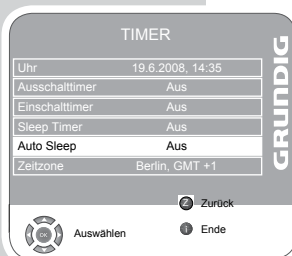 TIMER
Uhr 19.6.2008, 14:35
Ausschalttimer Aus
Einschalttimer Aus
Sleep Timer Aus
Auto Sleep Aus
Zeitzone Berlin, GMT +1
GRUNDIG
Z Zurück
OK Auswählen
i Ende